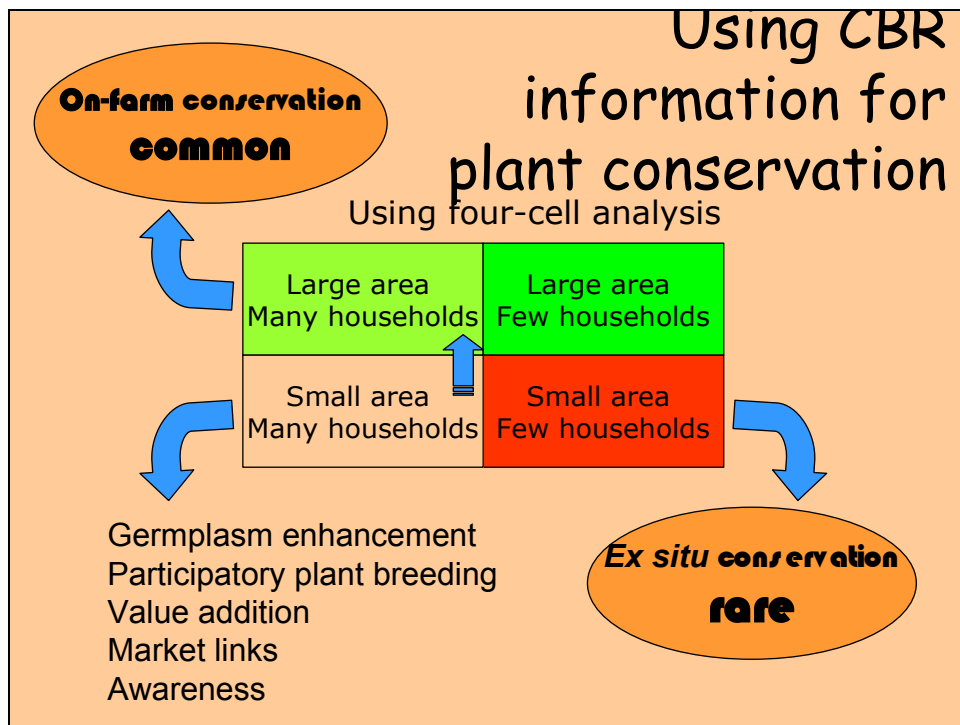 Using CBR
information for
plant conservation
On-farm conservation
common
Using four-cell analysis
Large area
Many households
Large area
Few households
Small area
Many households
Small area
Few households
Germplasm enhancement
Participatory plant breeding
Value addition
Market links
Awareness
Ex situ conservation
rare